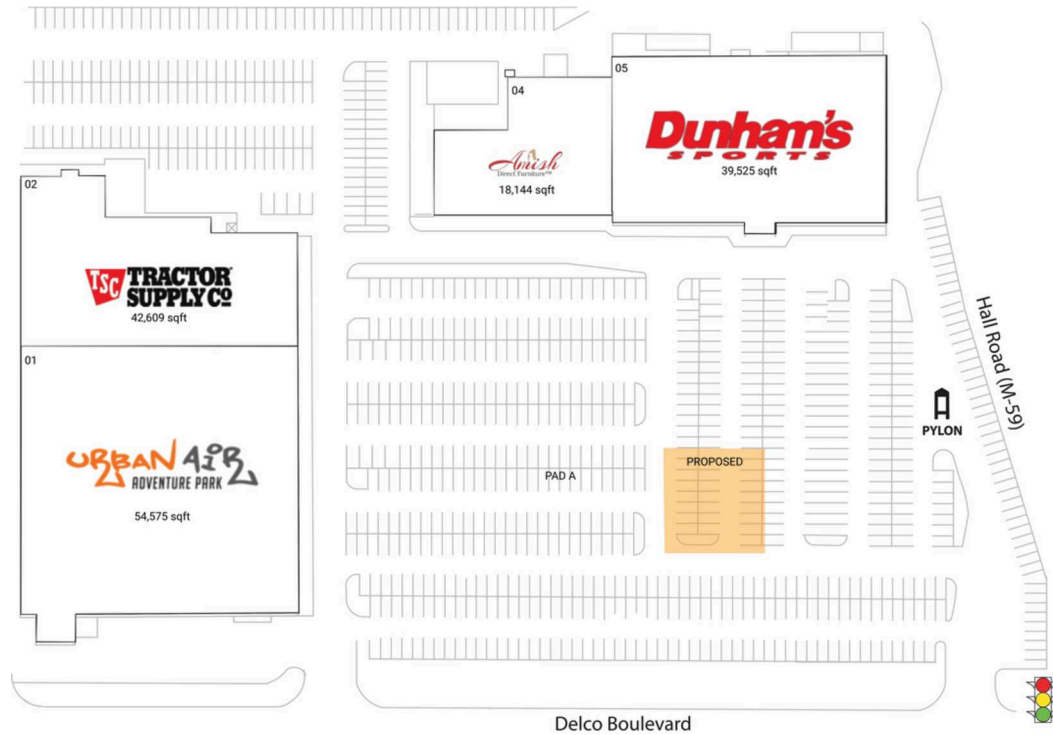 05
04
Dunham's
SPORTS
39,525 sqft
Amish
Direct Furniture™
18,144 sqft
02
TSC TRACTOR
SUPPLY CO
42,609 sqft
Hall Road (M-59)
01
PYLON
URBAN AIR
ADVENTURE PARK
54,575 sqft
PROPOSED
PAD A
Delco Boulevard